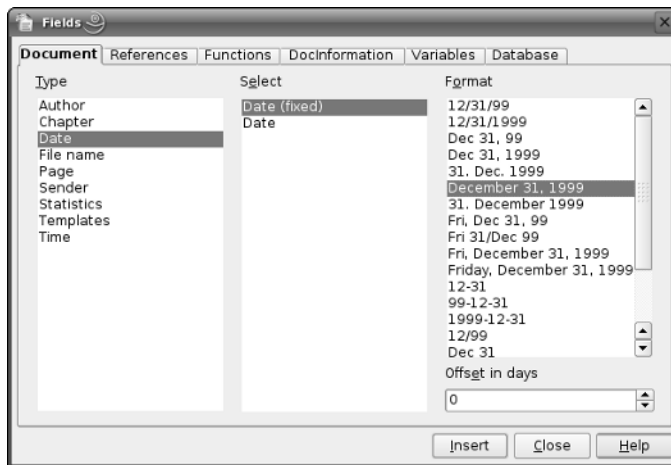 Fields
Document References Functions DocInformation Variables Database
Type
Author
Chapter
Date
File name
Page
Sender
Statistics
Templates
Time
Select
Date (fixed)
Date
Format
12/31/99
12/31/1999
Dec 31, 99
Dec 31, 1999
31. Dec. 1999
December 31, 1999
31. December 1999
Fri, Dec 31, 99
Fri 31/Dec 99
Fri, December 31, 1999
Friday, December 31, 1999
12-31
99-12-31
1999-12-31
12/99
Dec 31
Offset in days
0
Insert Close Help